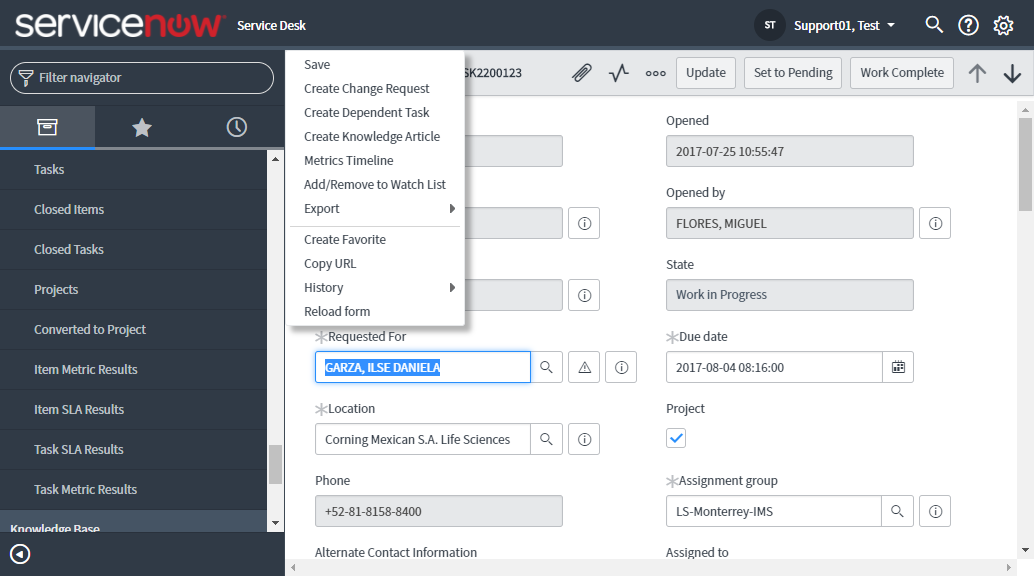 servicenow Service Desk
ST Support01, Test
Filter navigator
Tasks
Closed Items
Closed Tasks
Projects
Converted to Project
Item Metric Results
Item SLA Results
Task SLA Results
Task Metric Results
Knowledge Base
Save
Create Change Request
Create Dependent Task
Create Knowledge Article
Metrics Timeline
Add/Remove to Watch List
Export
Create Favorite
Copy URL
History
Reload form
SK2200123
Update
Set to Pending
Work Complete
Opened
2017-07-25 10:55:47
Opened by
FLORES, MIGUEL
State
Work in Progress
Requested For
GARZA, ILSE DANIELA
Due date
2017-08-04 08:16:00
Location
Corning Mexican S.A. Life Sciences
Project
Phone
+52-81-8158-8400
Assignment group
LS-Monterrey-IMS
Alternate Contact Information
Assigned to